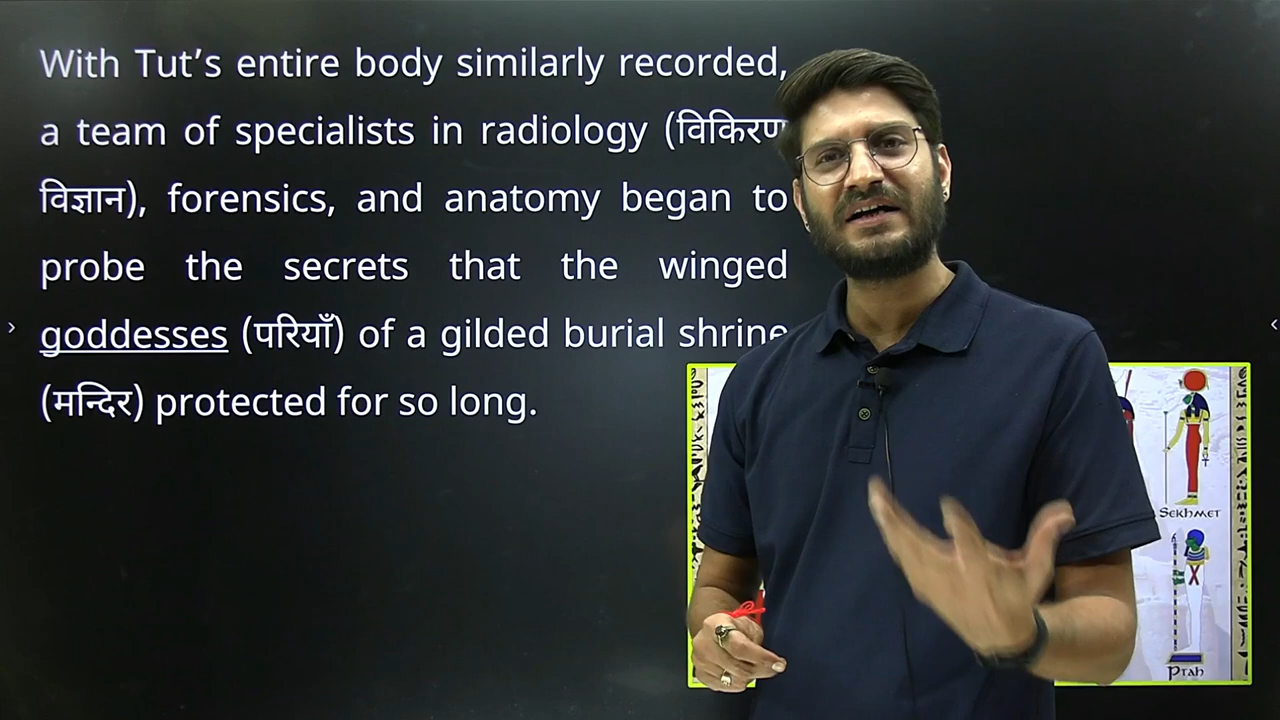 With Tut’s entire body similarly recorded,
a team of specialists in radiology (विकिरण
विज्ञान), forensics, and anatomy began to
probe the secrets that the winged
goddesses (परियाँ) of a gilded burial shrine
(मन्दिर) protected for so long.
Sekhmet
Ptah